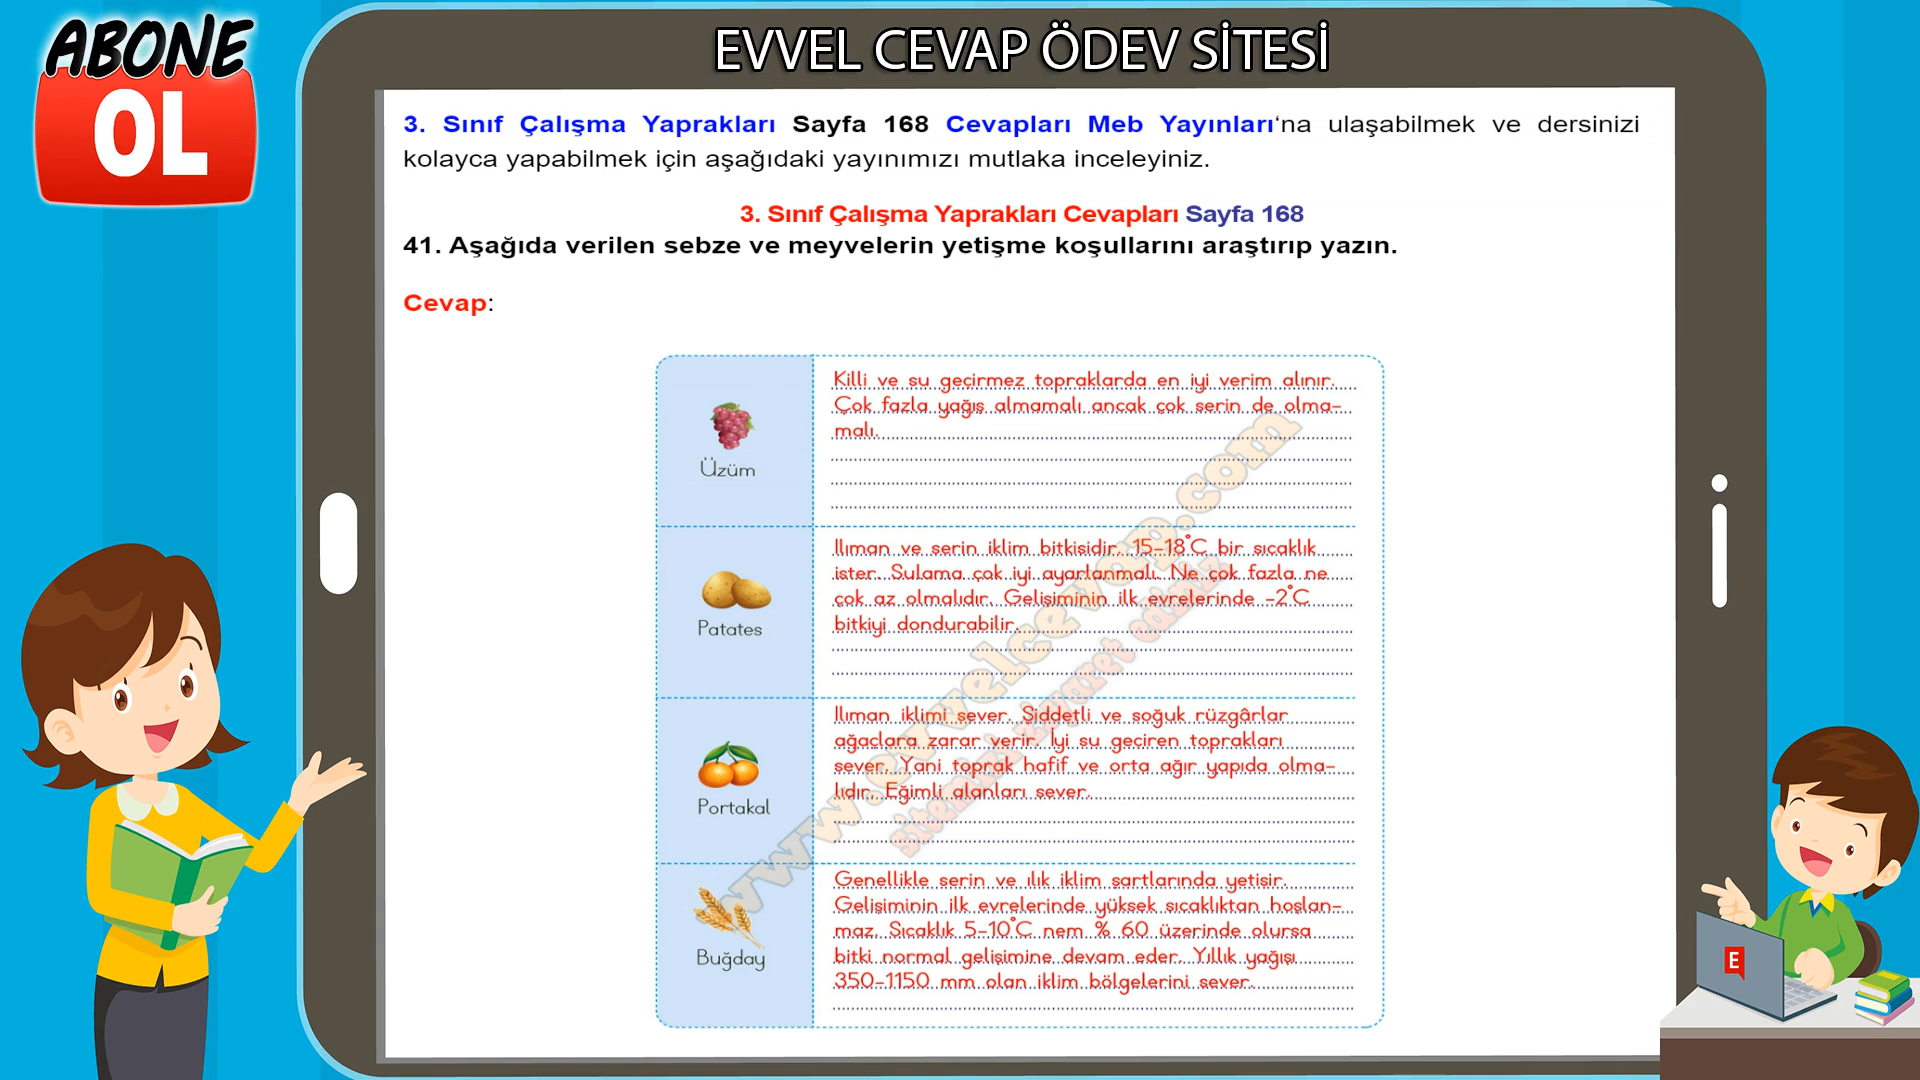 ABONE
OL
EVVEL CEVAP ÖDEV SİTESİ
3. Sınıf Çalışma Yaprakları Sayfa 168 Cevapları Meb Yayınları‘na ulaşabilmek ve dersinizi
kolayca yapabilmek için aşağıdaki yayınımızı mutlaka inceleyiniz.
3. Sınıf Çalışma Yaprakları Cevapları Sayfa 168
41. Aşağıda verilen sebze ve meyvelerin yetişme koşullarını araştırıp yazın.
Cevap:
Üzüm
Killi ve su geçirmez topraklarda en iyi verim alınır.
Çok fazla yağış almamalı ancak çok serin de olma-
malı.
Patates
Ilıman ve serin iklim bitkisidir. 15-18°C bir sıcaklık
ister. Sulama çok iyi ayarlanmalı. Ne çok fazla ne
çok az olmalıdır. Gelişiminin ilk evrelerinde -2°C
bitkiyi dondurabilir.
Portakal
Ilıman iklimi sever. Şiddetli ve soğuk rüzgârlar
ağaçlara zarar verir. İyi su geçiren toprakları
sever. Yani toprak hafif ve orta ağır yapıda olma-
lıdır. Eğimli alanları sever.
Buğday
Genellikle serin ve ılık iklim şartlarında yetişir.
Gelişiminin ilk evrelerinde yüksek sıcaklıktan hoşlan-
maz. Sıcaklık 5-10°C nem % 60 üzerinde olursa
bitki normal gelişimine devam eder. Yıllık yağışı
350-1150 mm olan iklim bölgelerini sever.
www.evvelcevap.com
sitemizi ziyaret ediniz
E